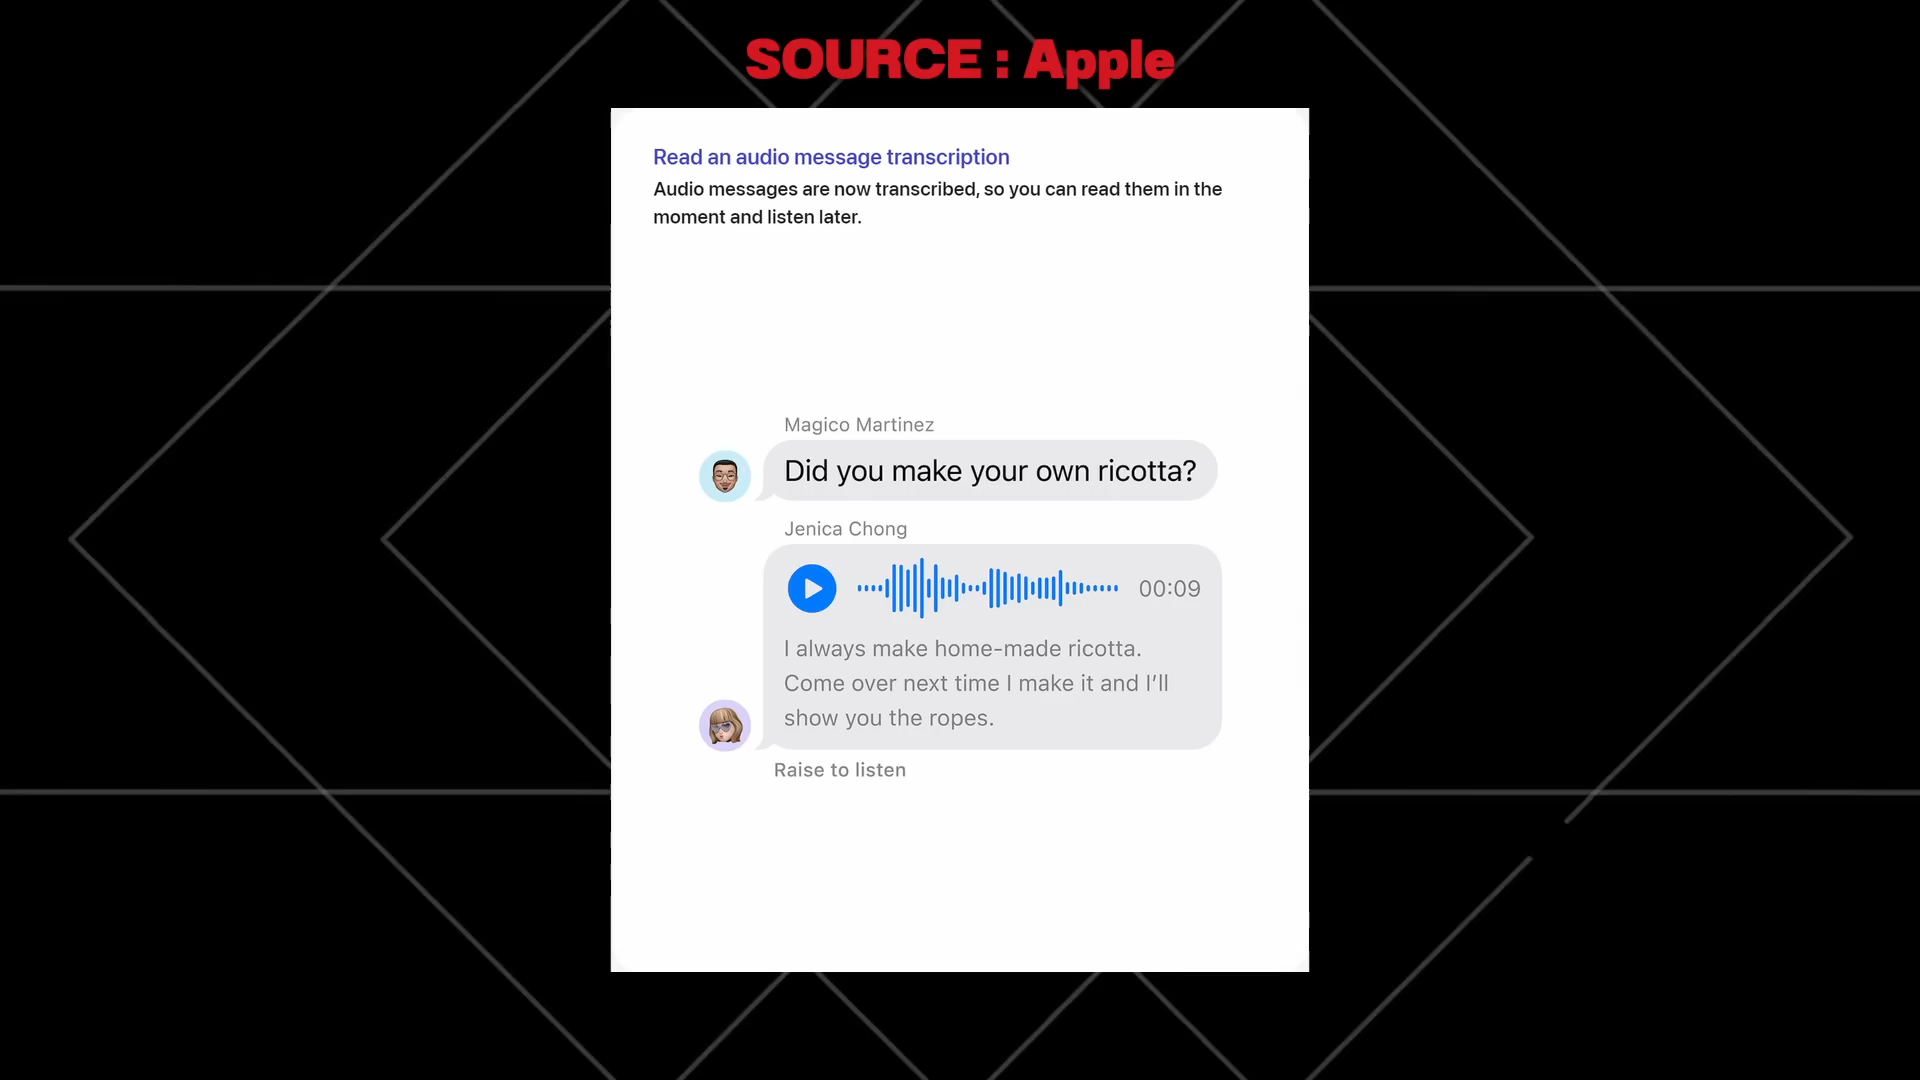 SOURCE : Apple
Read an audio message transcription
Audio messages are now transcribed, so you can read them in the
moment and listen later.
Magico Martinez
Did you make your own ricotta?
Jenica Chong
00:09
I always make home-made ricotta.
Come over next time I make it and I’ll
show you the ropes.
Raise to listen